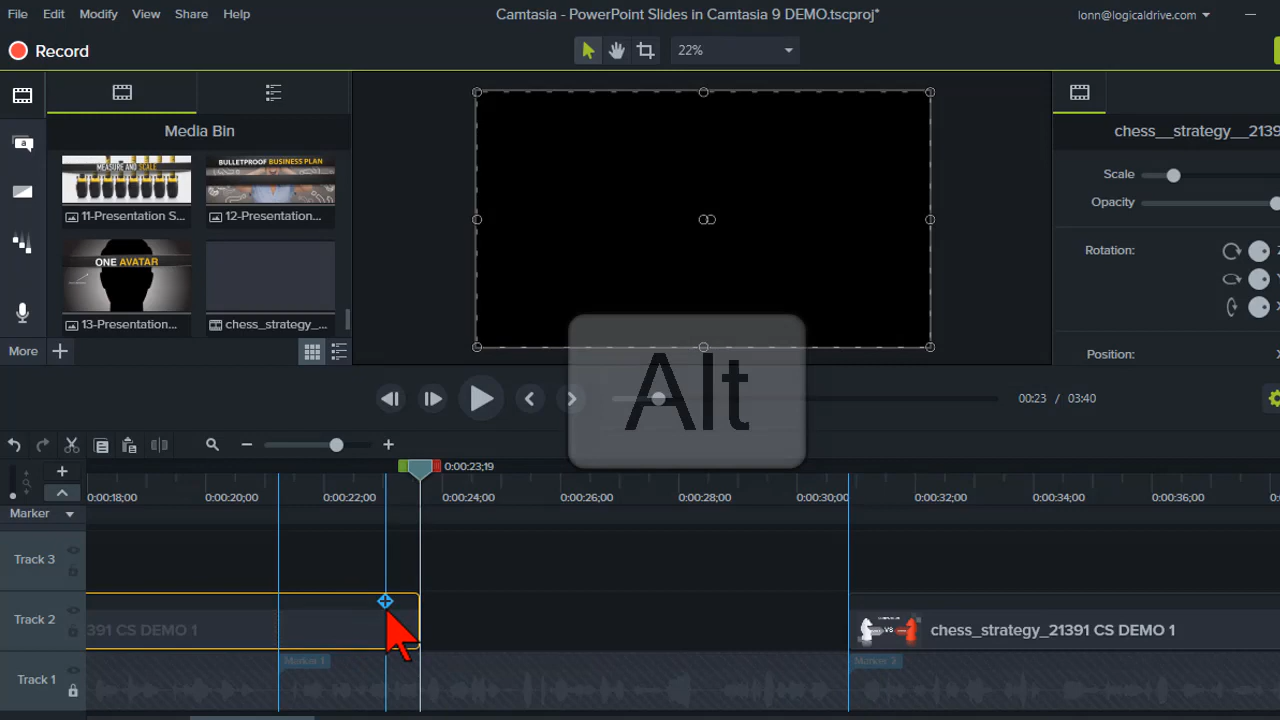 File Edit Modify View Share Help
Camtasia - PowerPoint Slides in Camtasia 9 DEMO.tscproj*
lonn@logicaldrive.com
Record
22%
Media Bin
chess__strategy__21391
MEASURE AND SCALE
BULLETPROOF BUSINESS PLAN
11-Presentation S...
12-Presentation...
Scale
Opacity
Rotation:
ONE AVATAR
13-Presentation...
chess_strategy_...
Position:
More
Alt
00:23 / 03:40
0:00:23;19
0:00:18;00 0:00:20;00 0:00:22;00 0:00:24;00 0:00:26;00 0:00:28;00 0:00:30;00 0:00:32;00 0:00:34;00 0:00:36;00
Marker
Track 3
Track 2
391 CS DEMO 1
VS
chess_strategy_21391 CS DEMO 1
Track 1
Marker 1
Marker 2